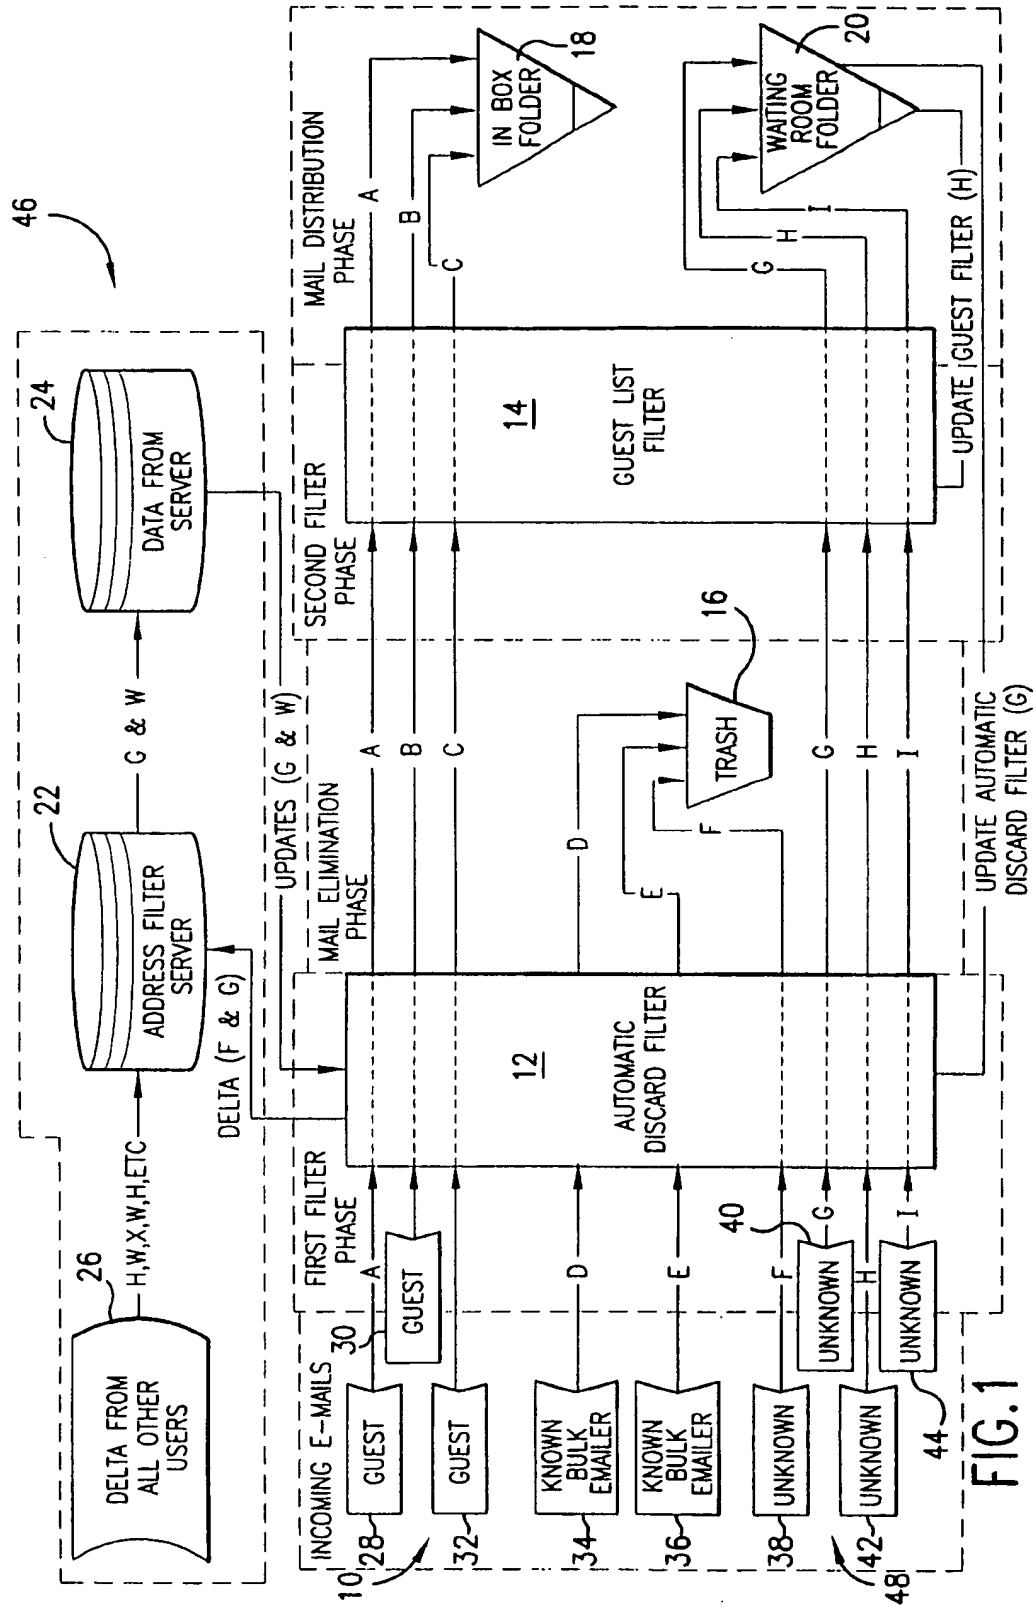 46
DELTA FROM
ALL OTHER
USERS
26
H,W,X,W,H,ETC
ADDRESS FILTER
SERVER
22
G & W
DATA FROM
SERVER
24
DELTA (F & G)
UPDATES (G & W)
INCOMING E-MAILS
FIRST FILTER
PHASE
MAIL ELIMINATION
PHASE
SECOND FILTER
PHASE
MAIL DISTRIBUTION
PHASE
10
28
GUEST
A
A
A
30
GUEST
B
B
32
GUEST
C
C
IN BOX
FOLDER
18
34
KNOWN
BULK
EMAILER
D
D
36
KNOWN
BULK
EMAILER
E
E
12
AUTOMATIC
DISCARD FILTER
TRASH
16
14
GUEST LIST
FILTER
38
UNKNOWN
F
F
40
UNKNOWN
G
G
G
42
UNKNOWN
H
H
H
44
UNKNOWN
I
I
I
48
WAITING
ROOM
FOLDER
20
UPDATE GUEST FILTER (H)
UPDATE AUTOMATIC
DISCARD FILTER (G)
FIG.1